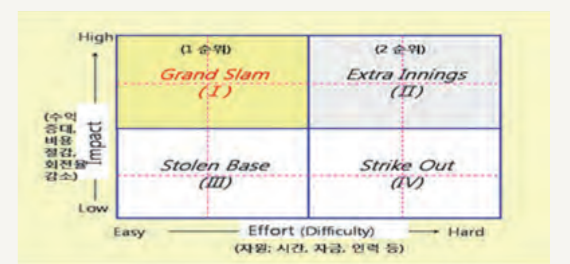 High
(1 순위)
Grand Slam
(I)
(2 순위)
Extra Innings
(II)
(수익
증대,
비용
절감,
회전율
감소)
Impact
Stolen Base
(III)
Strike Out
(IV)
Low
Easy
Effort (Difficulty)
Hard
(자원: 시간, 자금, 인력 등)